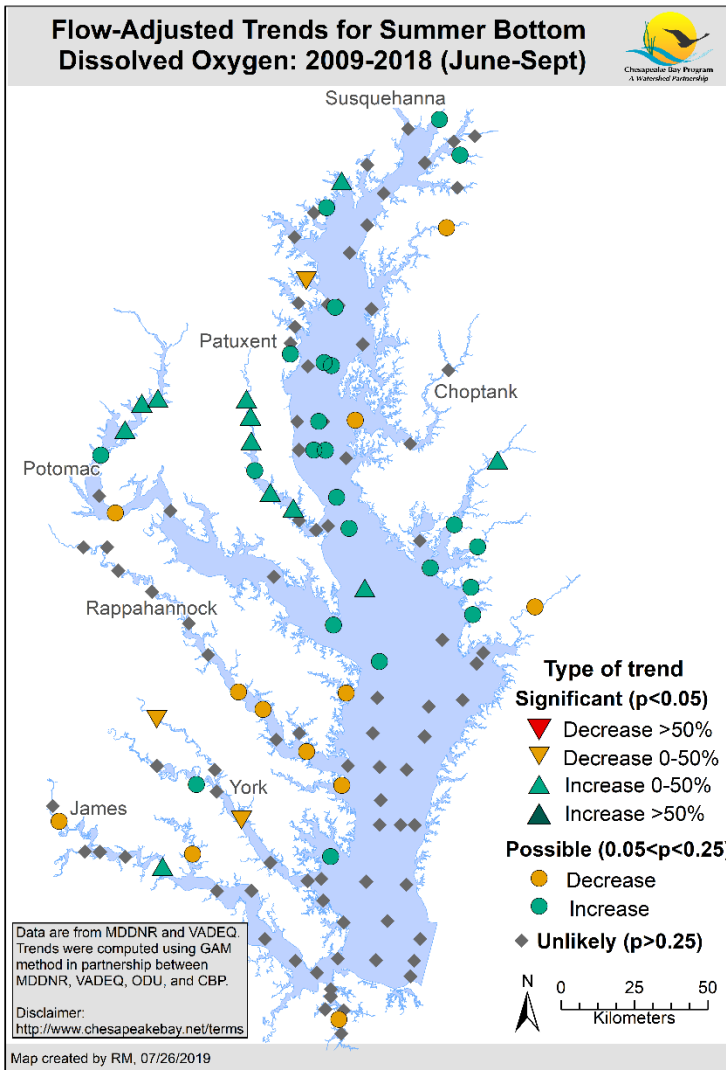 Flow-Adjusted Trends for Summer Bottom
Dissolved Oxygen: 2009-2018 (June-Sept)
Chesapeake Bay Program
A Watershed Partnership
Susquehanna
Patuxent
Choptank
Potomac
Rappahannock
York
James
Type of trend
Significant (p<0.05)
Decrease >50%
Decrease 0-50%
Increase 0-50%
Increase >50%
Possible (0.05<p<0.25)
Decrease
Increase
Unlikely (p>0.25)
Data are from MDDNR and VADEQ.
Trends were computed using GAM
method in partnership between
MDDNR, VADEQ, ODU, and CBP.
Disclaimer:
http://www.chesapeakebay.net/terms
N
0 25 50
Kilometers
Map created by RM, 07/26/2019